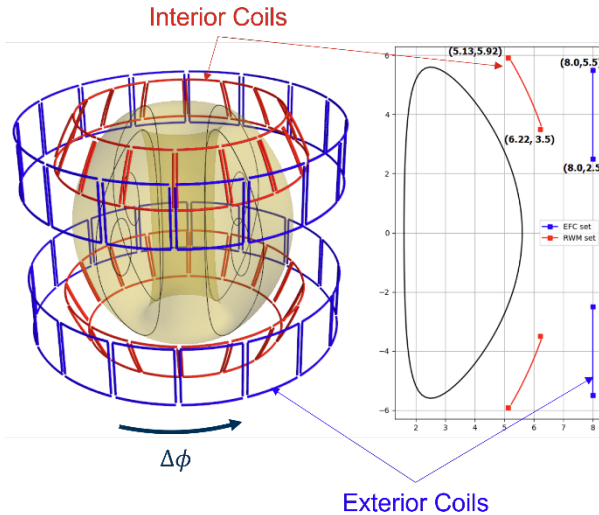 Interior Coils
(5.13,5.92)
(8.0,5.5
(6.22, 3.5)
(8.0,2.5
EFC set
RWM set
6
4
2
0
−2
−4
−6
2 3 4 5 6 7 8
Δϕ
Exterior Coils